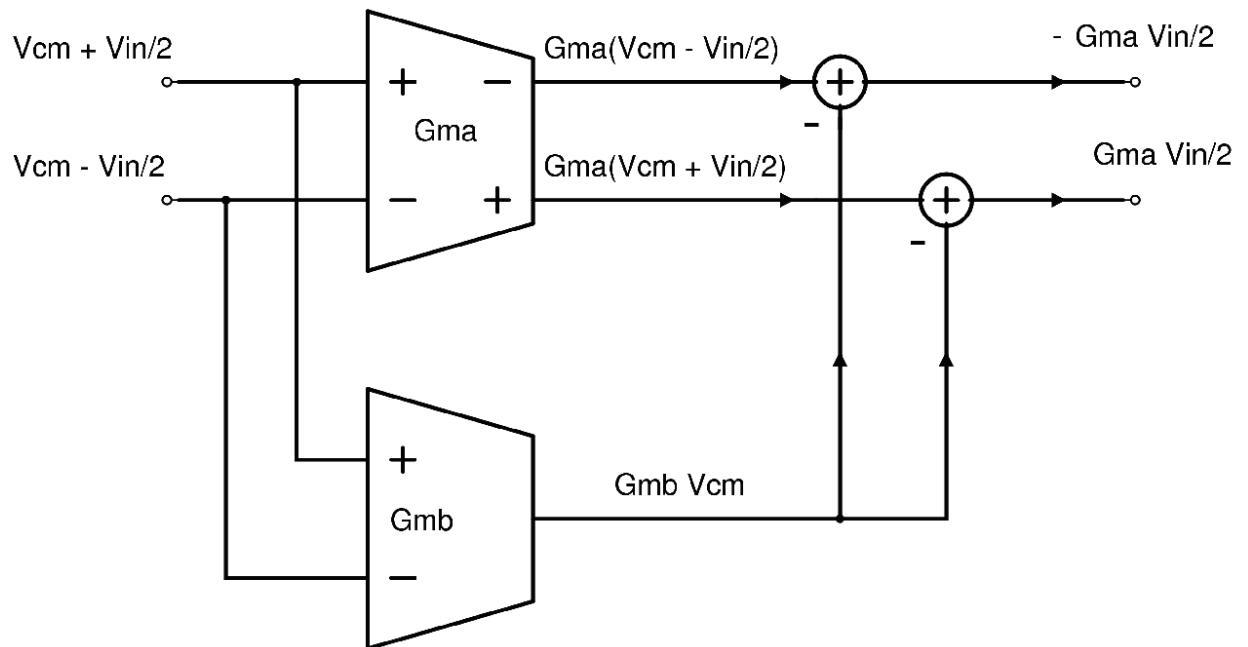 Vcm + Vin/2
Gma(Vcm - Vin/2)
- Gma Vin/2
+
-
+
Gma
-
Vcm - Vin/2
Gma(Vcm + Vin/2)
Gma Vin/2
-
+
+
-
+
Gmb Vcm
Gmb
-